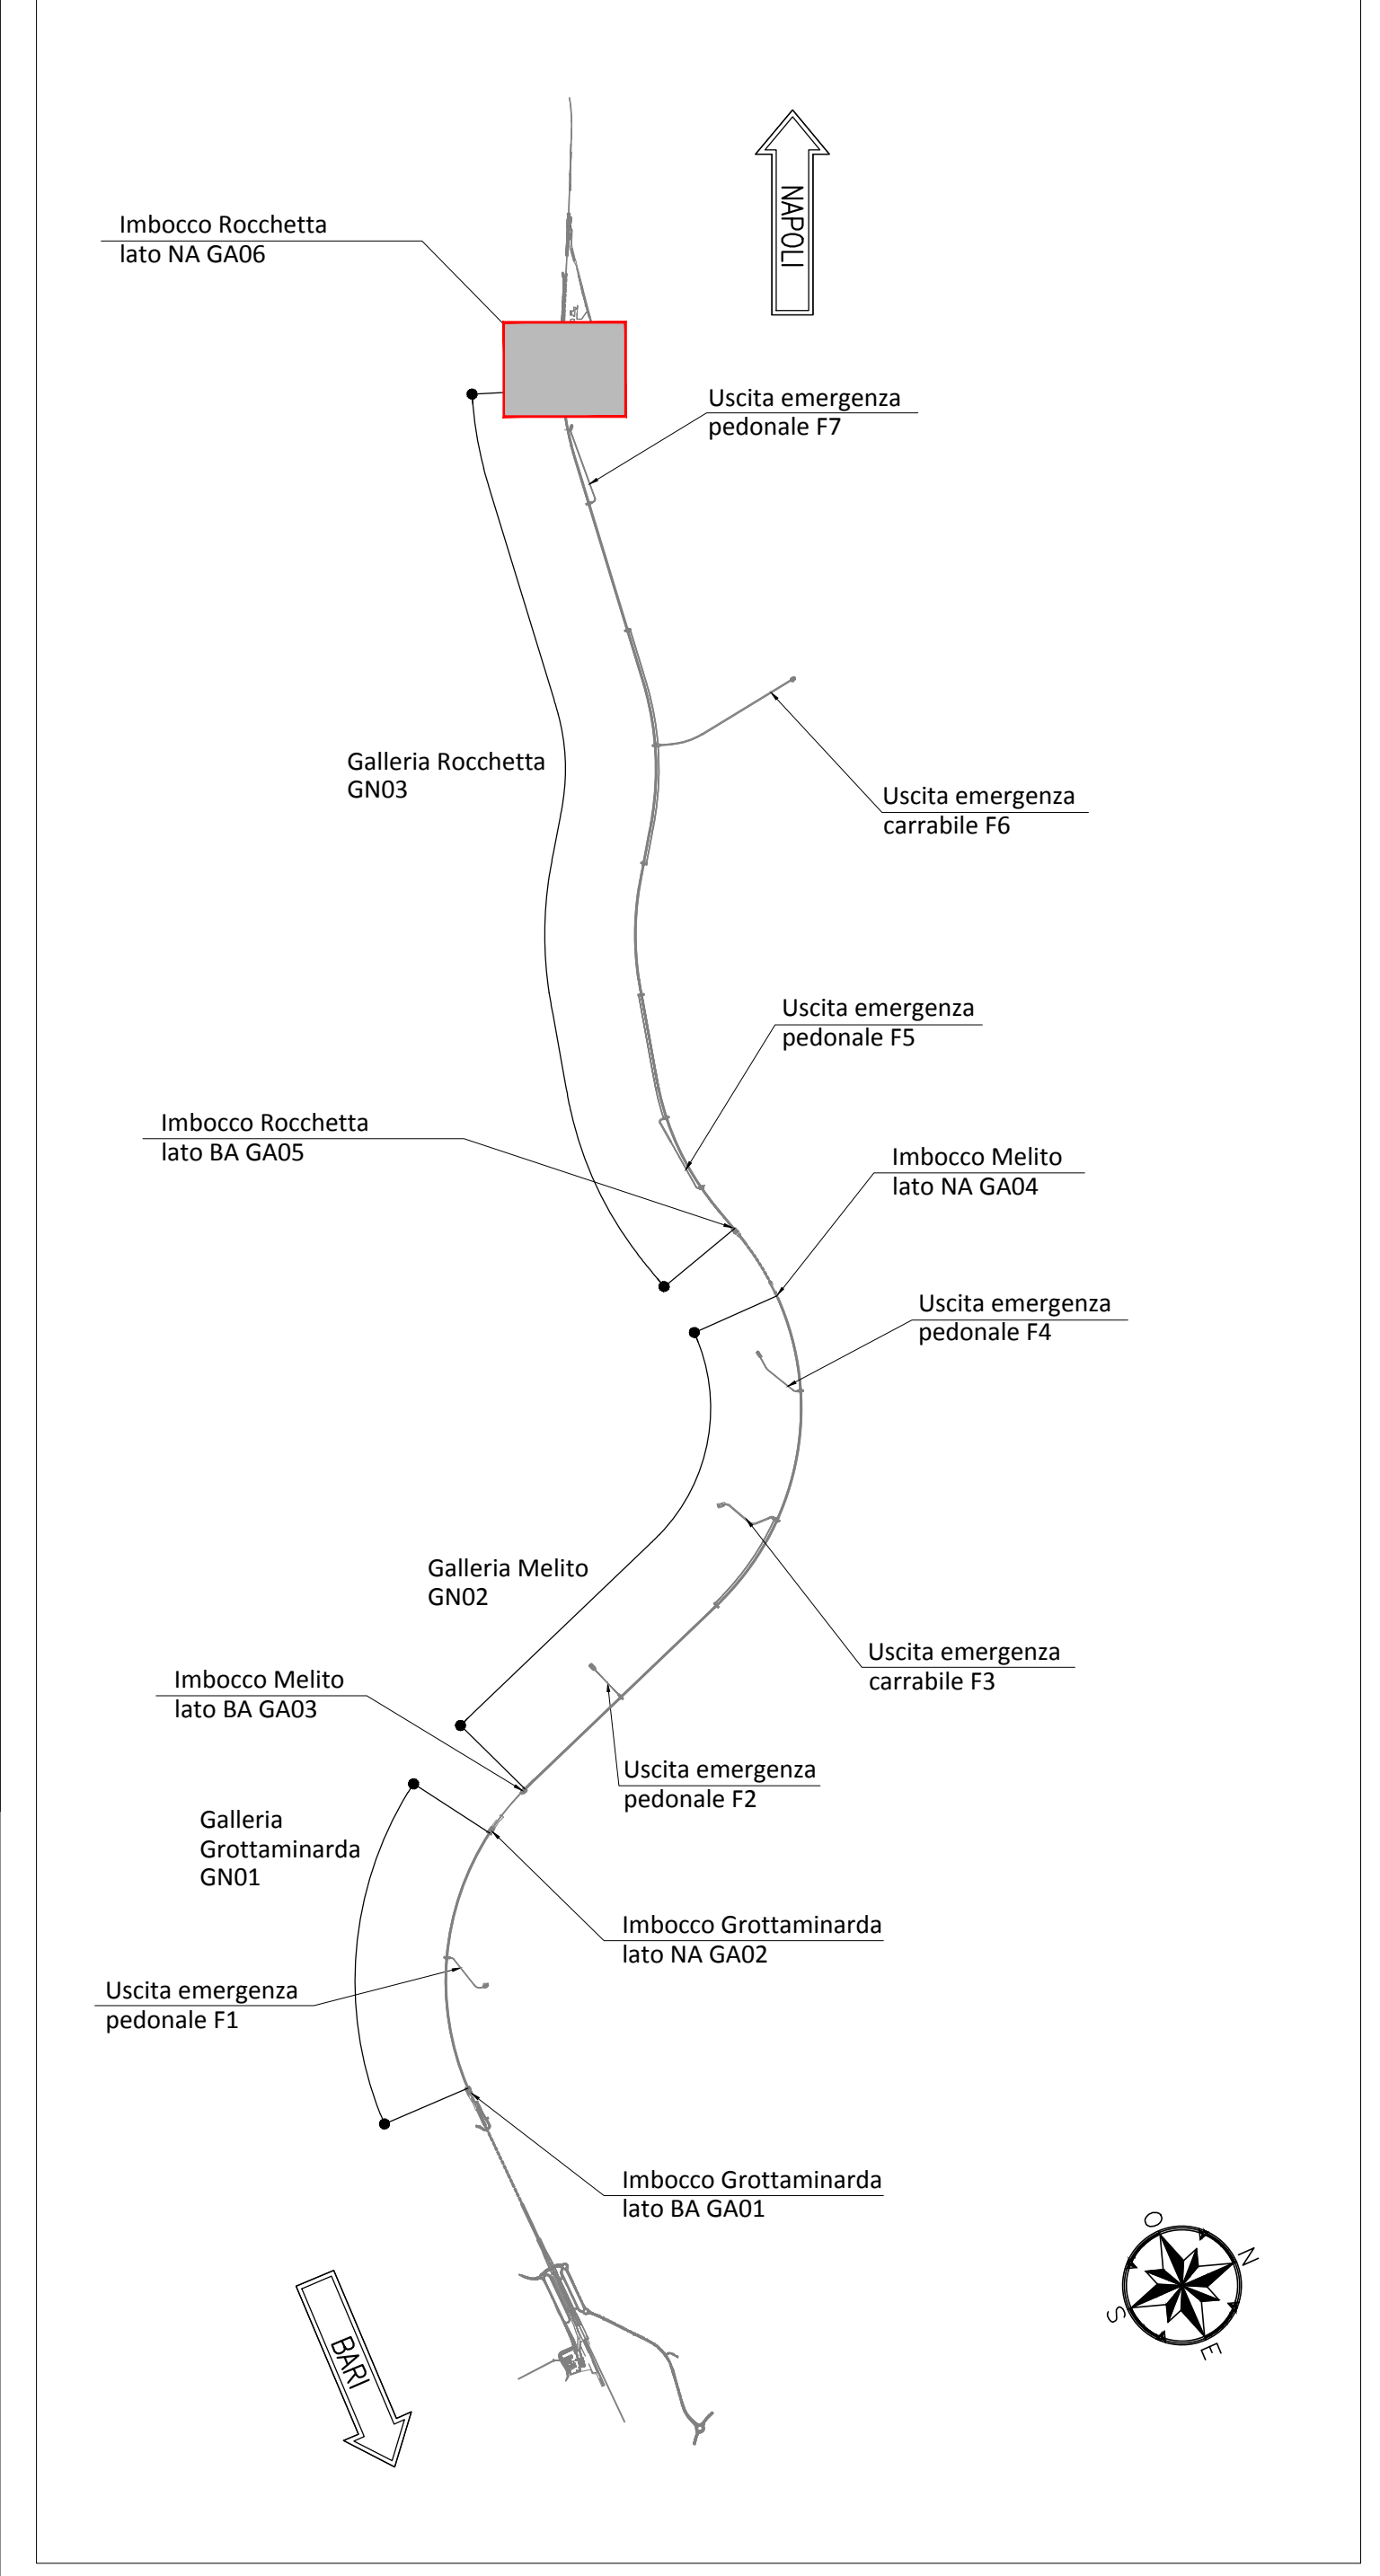 NAPOLI
Imbocco Rocchetta
lato NA GA06
Uscita emergenza
pedonale F7
Galleria Rocchetta
GN03
Uscita emergenza
carrabile F6
Uscita emergenza
pedonale F5
Imbocco Rocchetta
lato BA GA05
Imbocco Melito
lato NA GA04
Uscita emergenza
pedonale F4
Galleria Melito
GN02
Uscita emergenza
carrabile F3
Imbocco Melito
lato BA GA03
Uscita emergenza
pedonale F2
Galleria
Grottaminarda
GN01
Imbocco Grottaminarda
lato NA GA02
Uscita emergenza
pedonale F1
Imbocco Grottaminarda
lato BA GA01
BARI
O
N
S
E